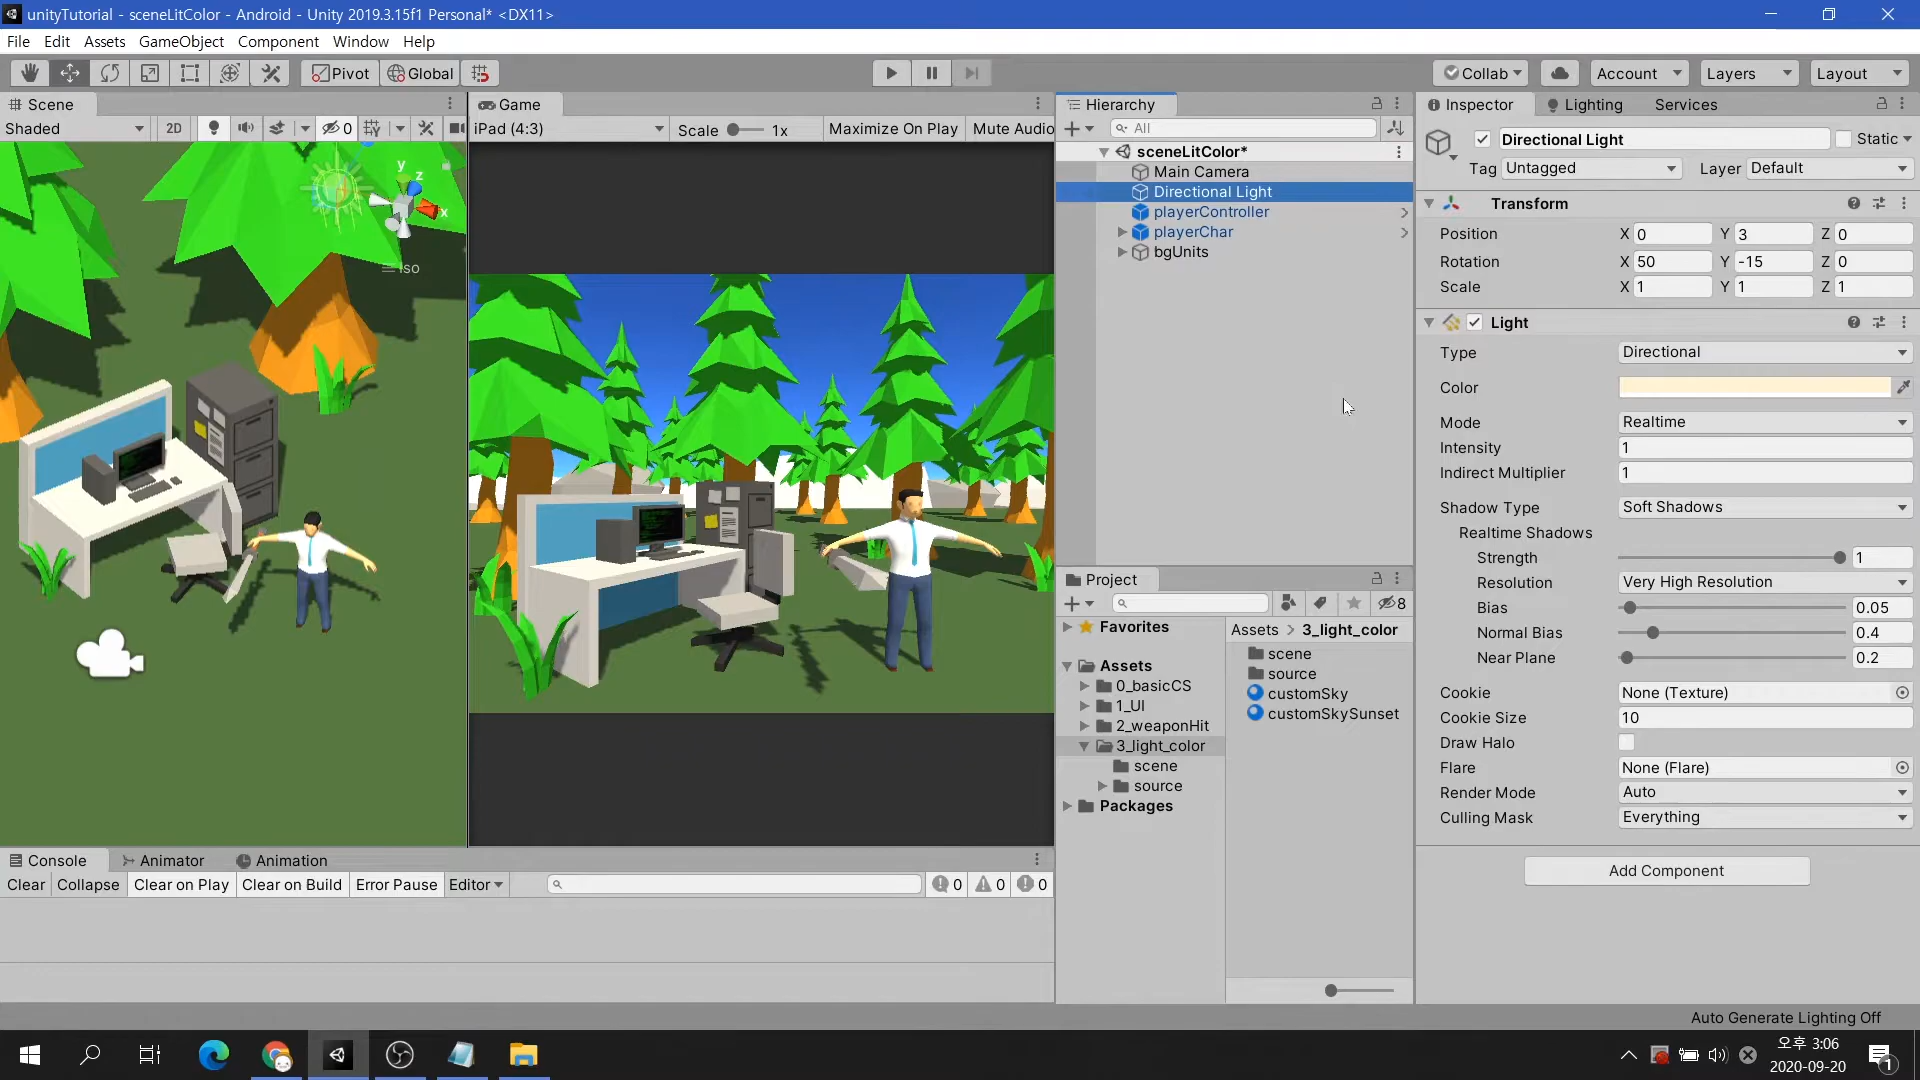 unityTutorial - sceneLitColor - Android - Unity 2019.3.15f1 Personal* <DX11>
File Edit Assets GameObject Component Window Help
Pivot Global Collab Account Layers Layout
Scene
Shaded 2D 0
y
z
x
Iso
Game
iPad (4:3) Scale 1x Maximize On Play Mute Audio
Hierarchy
All
sceneLitColor*
Main Camera
Directional Light
playerController
playerChar
bgUnits
Project
8
Favorites
Assets
0_basicCS
1_UI
2_weaponHit
3_light_color
scene
source
Packages
Assets > 3_light_color
scene
source
customSky
customSkySunset
Inspector Lighting Services
Directional Light Static
Tag Untagged Layer Default
Transform
Position X 0 Y 3 Z 0
Rotation X 50 Y -15 Z 0
Scale X 1 Y 1 Z 1
Light
Type Directional
Color
Mode Realtime
Intensity 1
Indirect Multiplier 1
Shadow Type Soft Shadows
Realtime Shadows
Strength 1
Resolution Very High Resolution
Bias 0.05
Normal Bias 0.4
Near Plane 0.2
Cookie None (Texture)
Cookie Size 10
Draw Halo
Flare None (Flare)
Render Mode Auto
Culling Mask Everything
Add Component
Console Animator Animation
Clear Collapse Clear on Play Clear on Build Error Pause Editor 0 0 0
Auto Generate Lighting Off
오후 3:06
2020-09-20
1